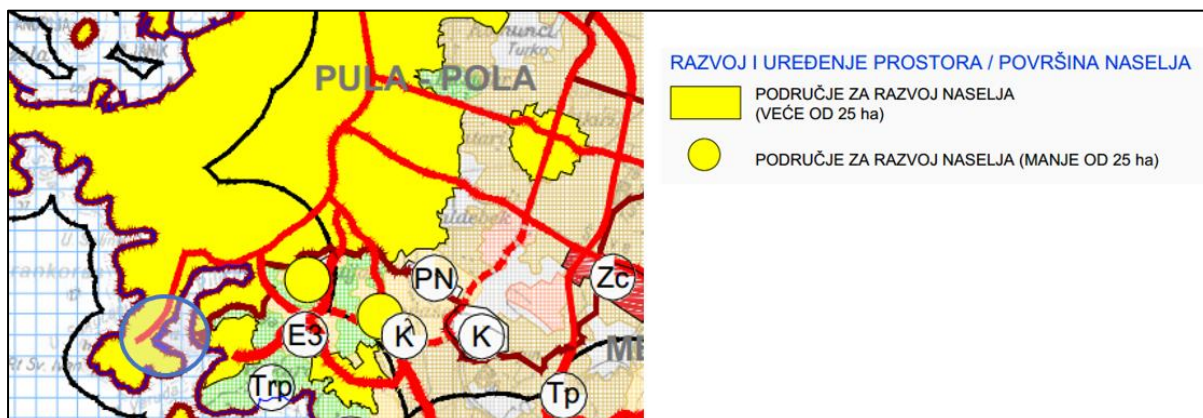 PULA - POLA
Turko
PN
Zc
E3
K
K
Trp
Tp
RAZVOJ I UREĐENJE PROSTORA / POVRŠINA NASELJA
PODRUČJE ZA RAZVOJ NASELJA
(VEĆE OD 25 ha)
PODRUČJE ZA RAZVOJ NASELJA (MANJE OD 25 ha)